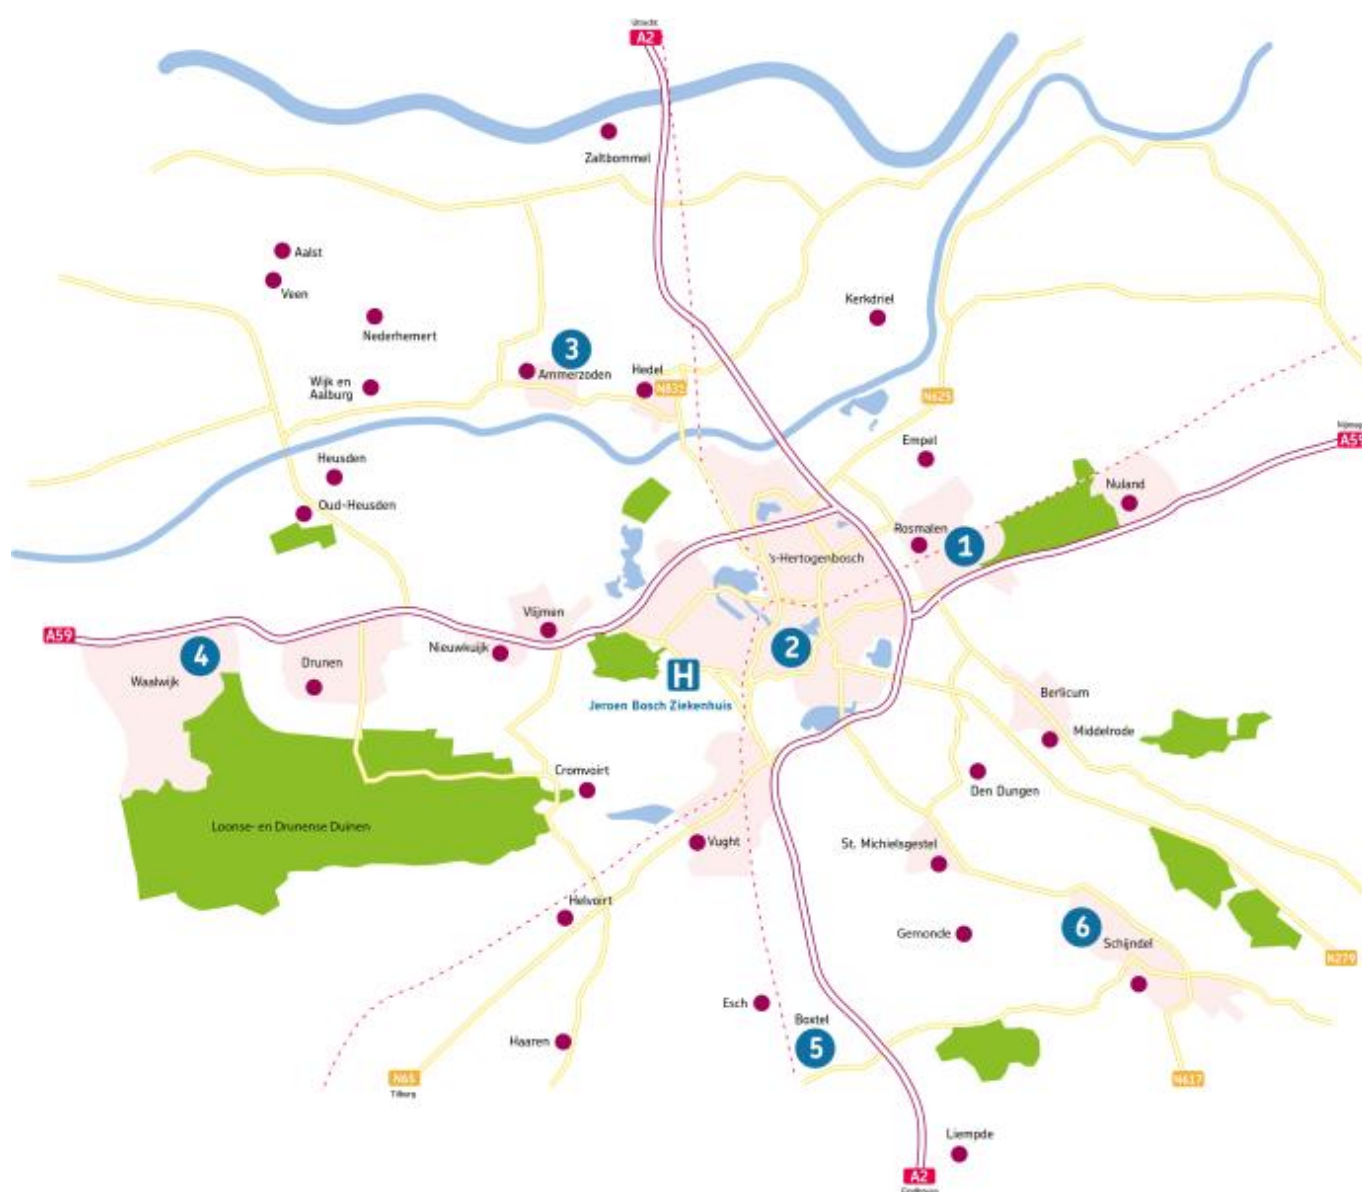 Utrecht
A2
Zaltbommel
Aalst
Veen
Nederhemert
Kerkdriel
3
Ammerzoden
Hedel
N831
Wijk en
Aalburg
N625
Nijmegen
A59
Empel
Heusden
Oud-Heusden
Nuland
Rosmalen
1
's-Hertogenbosch
Vlijmen
A59
4
Waalwijk
Drunen
Nieuwkuijk
2
H
Jeroen Bosch Ziekenhuis
Berlicum
Middelrode
Cromvoirt
Den Dungen
Loonse- en Drunense Duinen
Vught
St. Michielsgestel
Helvoirt
6
Gemonde
Schijndel
N279
Esch
Boxtel
5
Haaren
N65
Tilburg
N617
Liempde
A2
Eindhoven